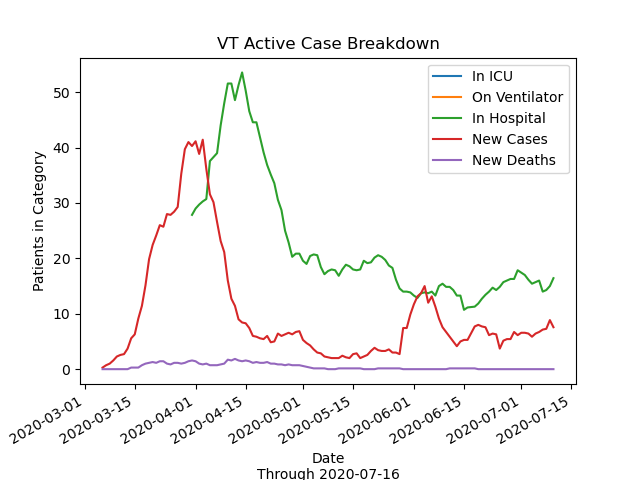 VT Active Case Breakdown
In ICU
On Ventilator
In Hospital
New Cases
New Deaths
Patients in Category
50
40
30
20
10
0
2020-03-01
2020-03-15
2020-04-01
2020-04-15
2020-05-01
2020-05-15
2020-06-01
2020-06-15
2020-07-01
2020-07-15
Date
Through 2020-07-16